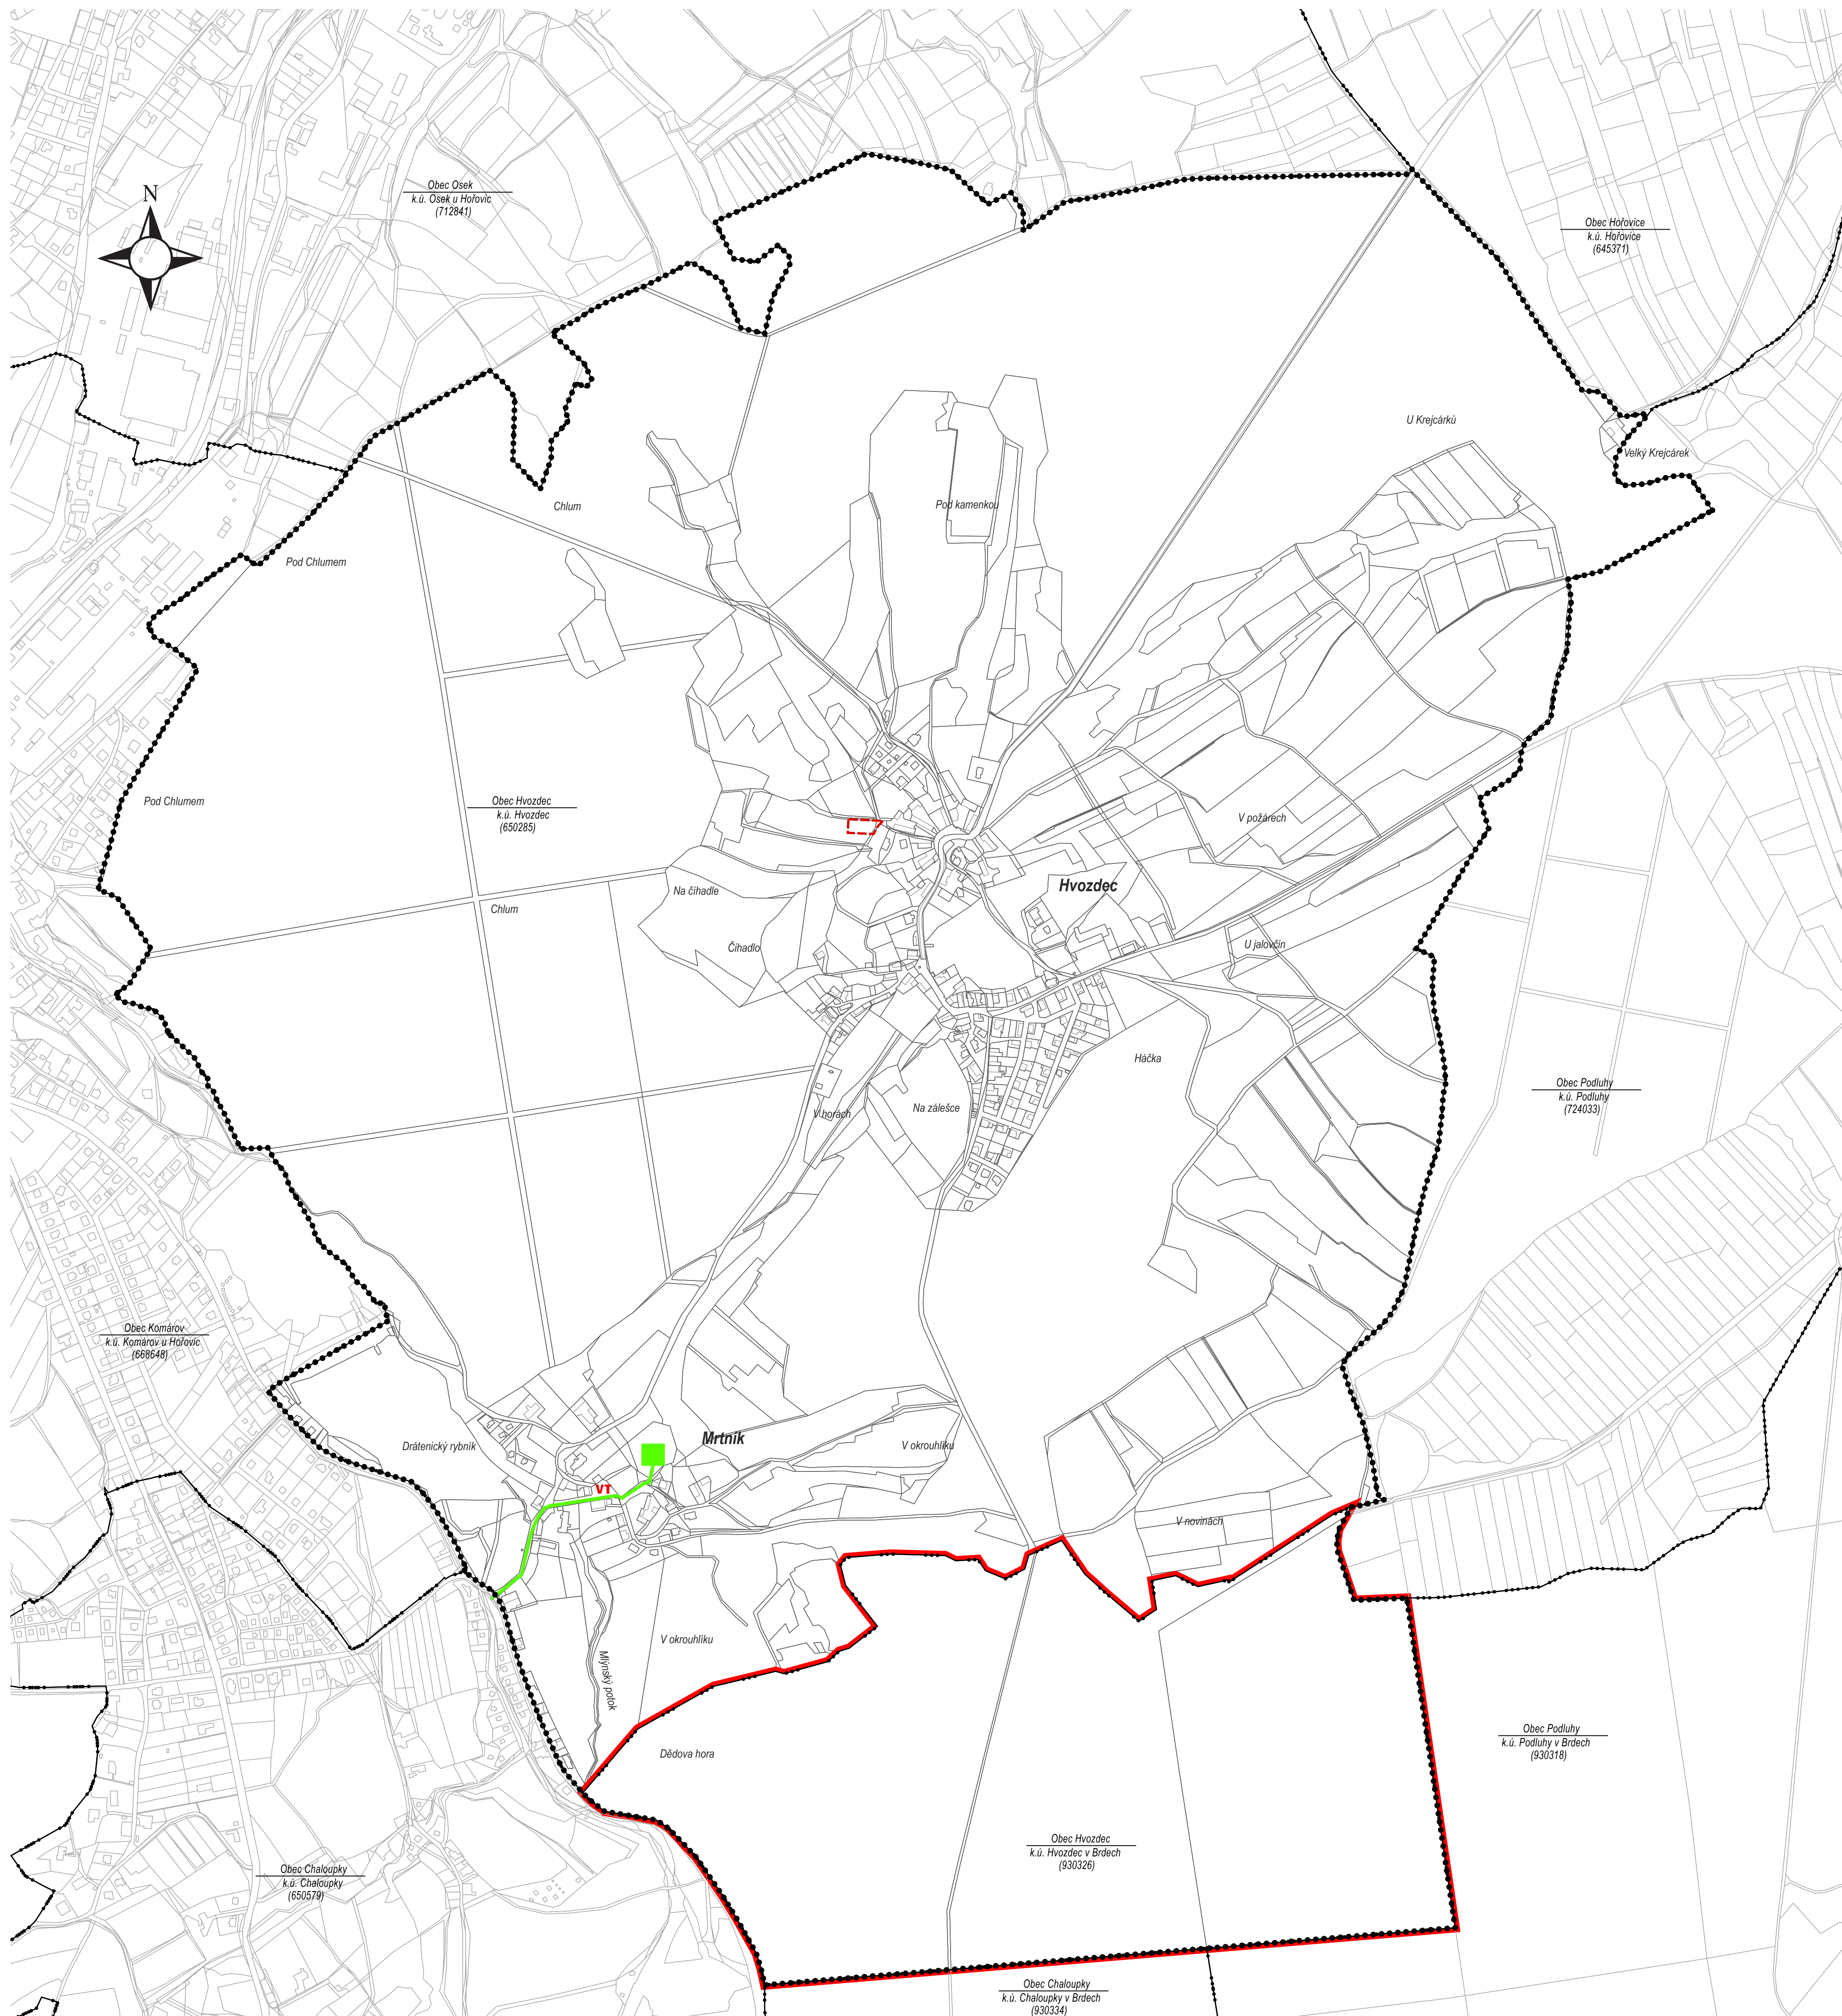 N
Obec Osek
k.ú. Osek u Hořovic
(712841)
Obec Hořovice
k.ú. Hořovice
(645371)
U Krejcárků
Velký Krejcárek
Chlum
Pod kamenkou
Pod Chlumem
Pod Chlumem
Obec Hvozdec
k.ú. Hvozdec
(650285)
V požárech
Hvozdec
Na čihadle
Chlum
Čihadlo
U jalovčin
Háčka
Obec Podluhy
k.ú. Podluhy
(724033)
V horách
Na zálešce
Obec Komárov
k.ú. Komárov u Hořovic
(668648)
Drátenický rybník
Mrtník
V okrouhlíku
VT
V novinách
V okrouhlíku
Mlýnský potok
Dědova hora
Obec Podluhy
k.ú. Podluhy v Brdech
(930318)
Obec Hvozdec
k.ú. Hvozdec v Brdech
(930326)
Obec Chaloupky
k.ú. Chaloupky
(650579)
Obec Chaloupky
k.ú. Chaloupky v Brdech
(930334)